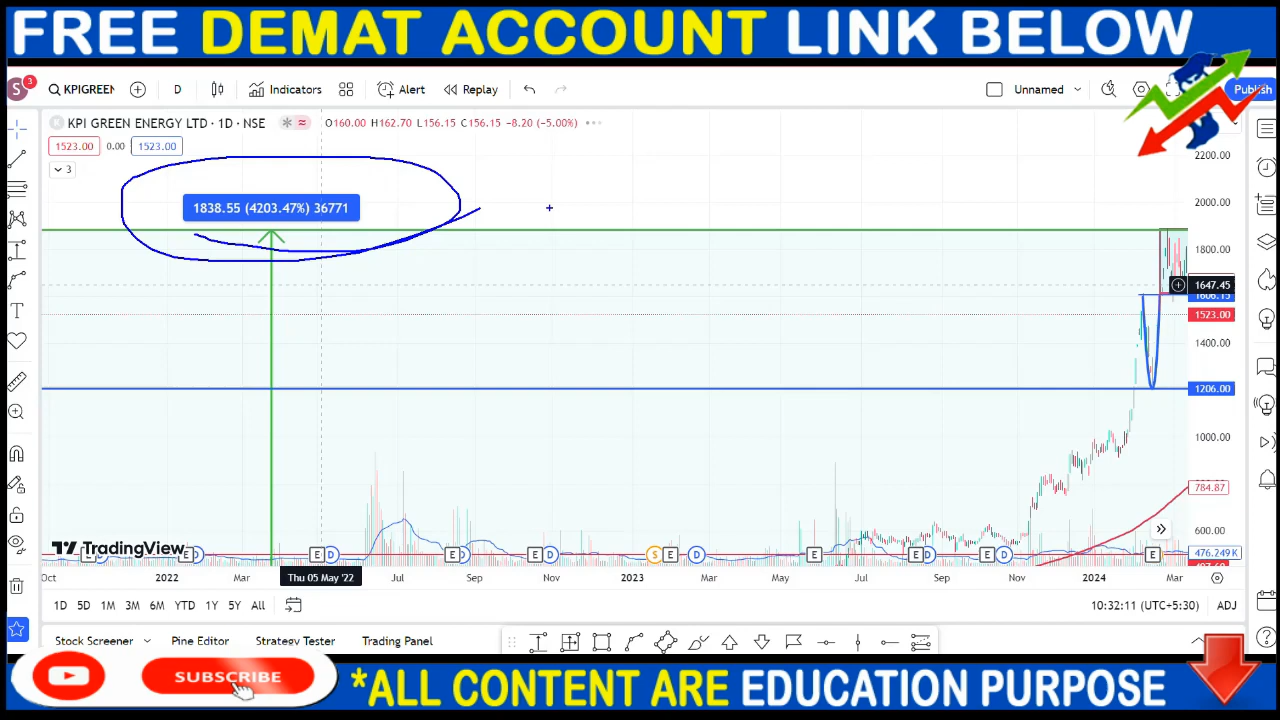 FREE DEMAT ACCOUNT LINK BELOW
S 3 KPIGREEN D Indicators Alert Replay Unnamed Publish
K KPI GREEN ENERGY LTD · 1D · NSE O160.00 H162.70 L156.15 C156.15 −8.20 (−5.00%)
1523.00 0.00 1523.00
3
1838.55 (4203.47%) 36771
2200.00
2000.00
1800.00
1647.45
1606.15
1523.00
1400.00
1206.00
1000.00
784.87
600.00
476.249K
TradingView
E D E D E D E D E D S E D E E D E D E
Oct 2022 Mar Thu 05 May '22 Jul Sep Nov 2023 Mar May Jul Sep Nov 2024 Mar
1D 5D 1M 3M 6M YTD 1Y 5Y All 10:32:11 (UTC+5:30) ADJ
Stock Screener Pine Editor Strategy Tester Trading Panel
SUBSCRIBE
*ALL CONTENT ARE EDUCATION PURPOSE